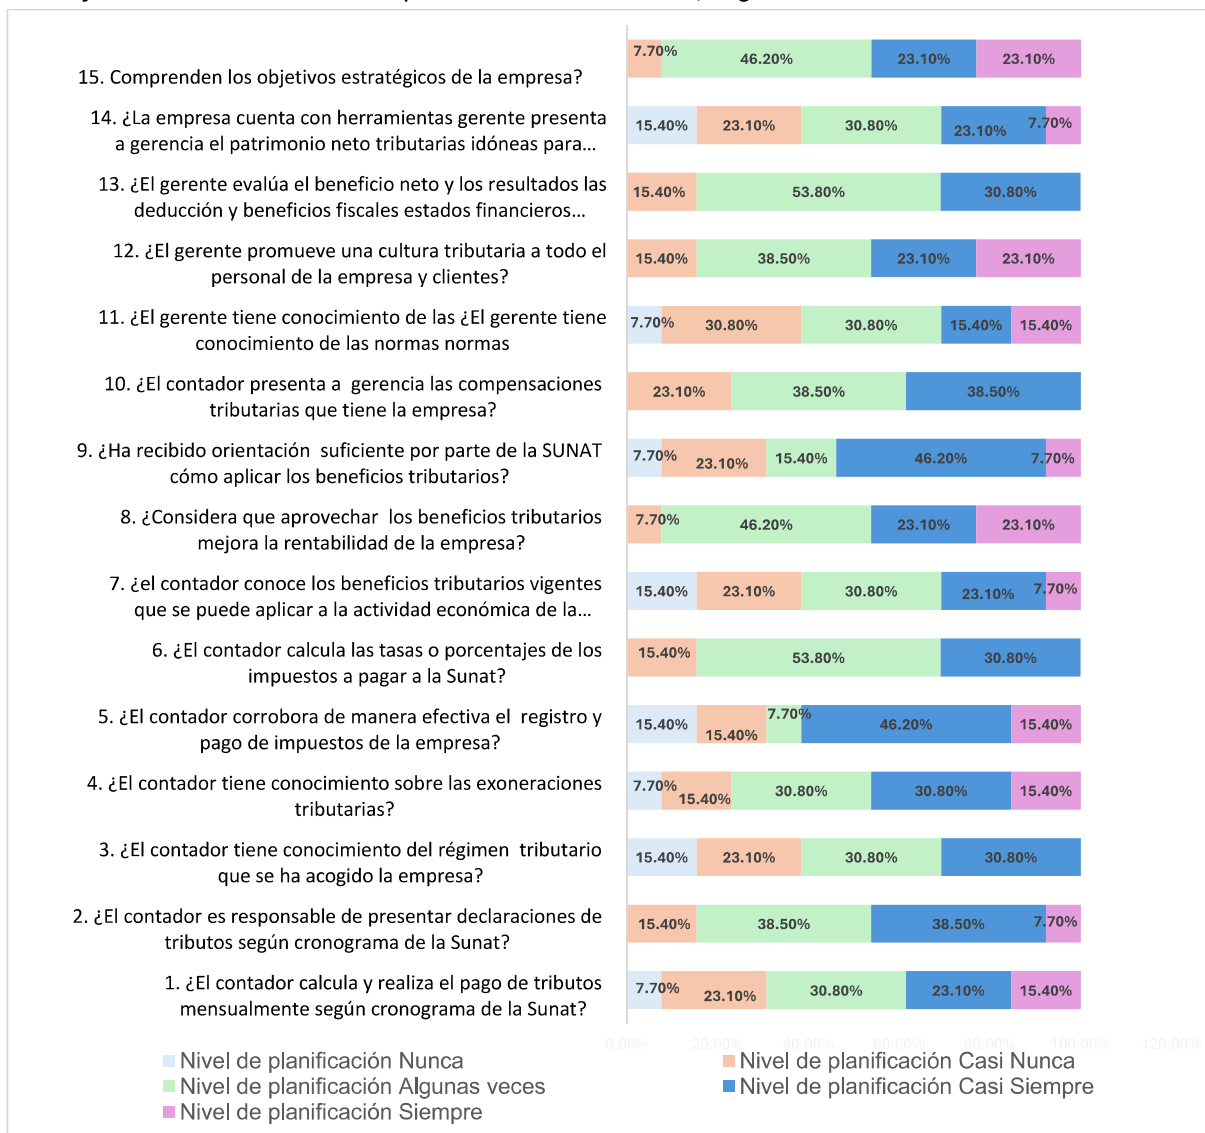 15. Comprenden los objetivos estratégicos de la empresa?
7.70% 46.20% 23.10% 23.10%
14. ¿La empresa cuenta con herramientas gerente presenta
a gerencia el patrimonio neto tributarias idóneas para...
15.40% 23.10% 30.80% 23.10% 7.70%
13. ¿El gerente evalúa el beneficio neto y los resultados las
deducción y beneficios fiscales estados financieros...
15.40% 53.80% 30.80%
12. ¿El gerente promueve una cultura tributaria a todo el
personal de la empresa y clientes?
15.40% 38.50% 23.10% 23.10%
11. ¿El gerente tiene conocimiento de las ¿El gerente tiene
conocimiento de las normas normas
7.70% 30.80% 30.80% 15.40% 15.40%
10. ¿El contador presenta a gerencia las compensaciones
tributarias que tiene la empresa?
23.10% 38.50% 38.50%
9. ¿Ha recibido orientación suficiente por parte de la SUNAT
cómo aplicar los beneficios tributarios?
7.70% 23.10% 15.40% 46.20% 7.70%
8. ¿Considera que aprovechar los beneficios tributarios
mejora la rentabilidad de la empresa?
7.70% 46.20% 23.10% 23.10%
7. ¿el contador conoce los beneficios tributarios vigentes
que se puede aplicar a la actividad económica de la...
15.40% 23.10% 30.80% 23.10% 7.70%
6. ¿El contador calcula las tasas o porcentajes de los
impuestos a pagar a la Sunat?
15.40% 53.80% 30.80%
5. ¿El contador corrobora de manera efectiva el registro y
pago de impuestos de la empresa?
15.40% 15.40% 7.70% 46.20% 15.40%
4. ¿El contador tiene conocimiento sobre las exoneraciones
tributarias?
7.70% 15.40% 30.80% 30.80% 15.40%
3. ¿El contador tiene conocimiento del régimen tributario
que se ha acogido la empresa?
15.40% 23.10% 30.80% 30.80%
2. ¿El contador es responsable de presentar declaraciones de
tributos según cronograma de la Sunat?
15.40% 38.50% 38.50% 7.70%
1. ¿El contador calcula y realiza el pago de tributos
mensualmente según cronograma de la Sunat?
7.70% 23.10% 30.80% 23.10% 15.40%
0.00% 20.00% 40.00% 60.00% 80.00% 100.00% 120.00%
Nivel de planificación Nunca
Nivel de planificación Casi Nunca
Nivel de planificación Algunas veces
Nivel de planificación Casi Siempre
Nivel de planificación Siempre